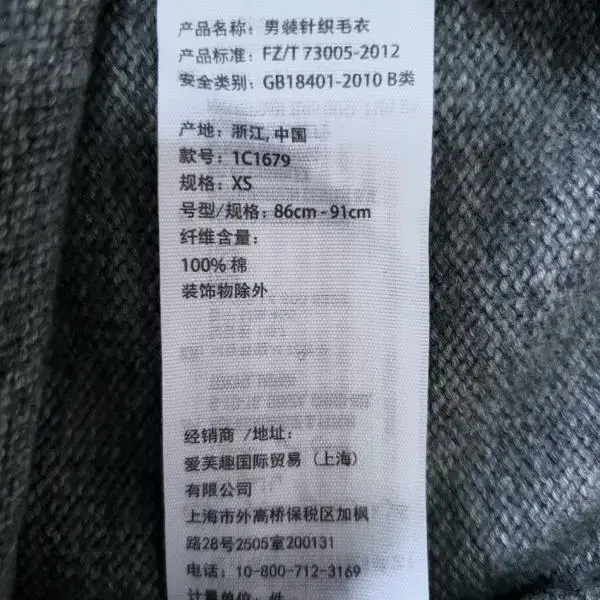 产品名称: 男装针织毛衣
产品标准: FZ/T 73005-2012
安全类别: GB18401-2010 B类
产地: 浙江, 中国
款号: 1C1679
规格: XS
号型/规格: 86cm - 91cm
纤维含量:
100% 棉
装饰物除外
经销商 /地址:
爱芙趣国际贸易 (上海)
有限公司
上海市外高桥保税区加枫
路28号2505室200131
电话: 10-800-712-3169
计量单位: 件